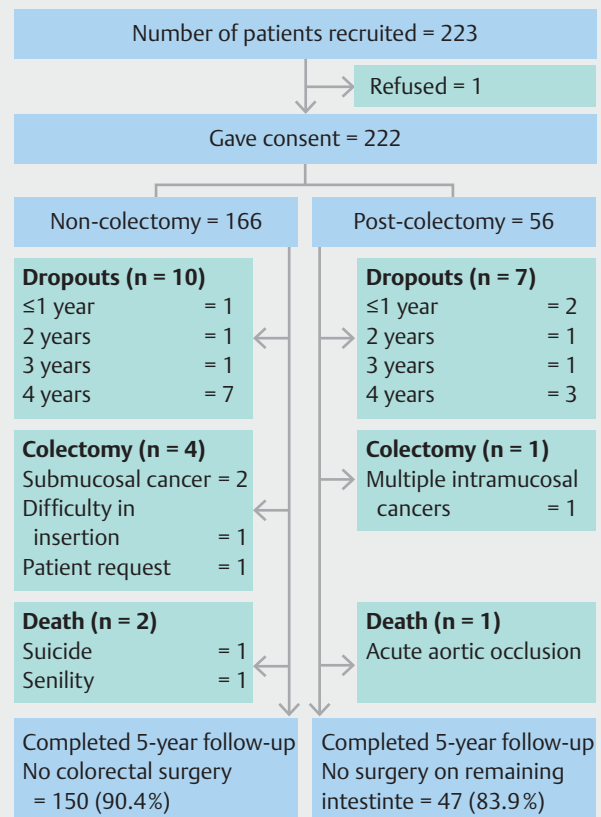 Number of patients recruited = 223
Refused = 1
Gave consent = 222
Non-colectomy = 166
Post-colectomy = 56
Dropouts (n = 10)
≤1 year = 1
2 years = 1
3 years = 1
4 years = 7
Dropouts (n = 7)
≤1 year = 2
2 years = 1
3 years = 1
4 years = 3
Colectomy (n = 4)
Submucosal cancer = 2
Difficulty in
insertion = 1
Patient request = 1
Colectomy (n = 1)
Multiple intramucosal
cancers = 1
Death (n = 2)
Suicide = 1
Senility = 1
Death (n = 1)
Acute aortic occlusion
Completed 5-year follow-up
No colorectal surgery
= 150 (90.4%)
Completed 5-year follow-up
No surgery on remaining
intestinte = 47 (83.9%)